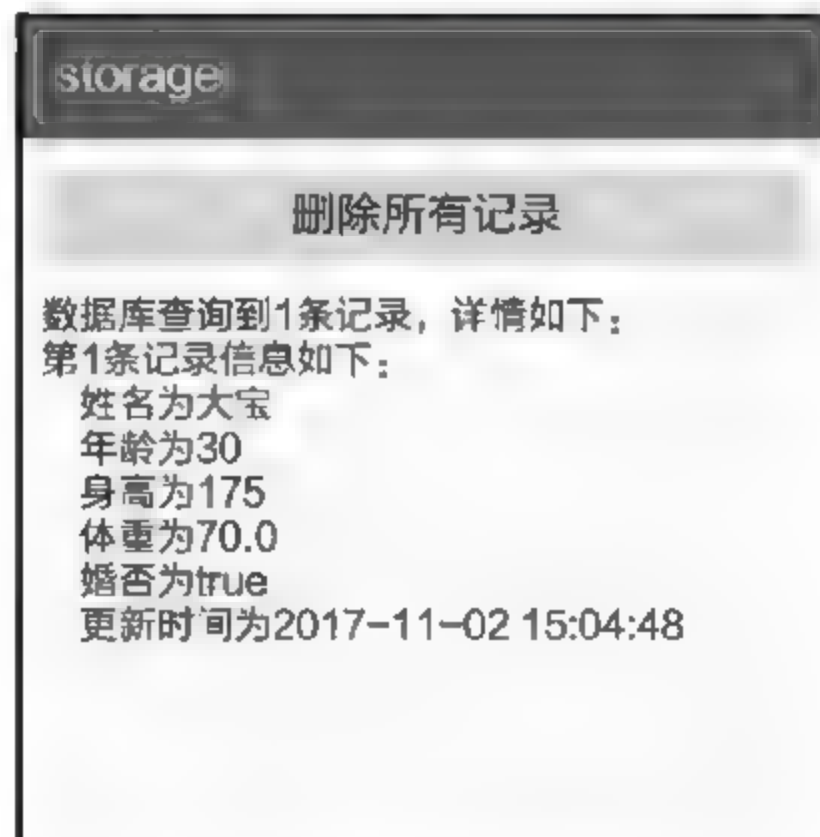 storage
删除所有记录
数据库查询到1条记录，详情如下：
第1条记录信息如下：
姓名为大宝
年龄为30
身高为175
体重为70.0
婚否为true
更新时间为2017-11-02 15:04:48